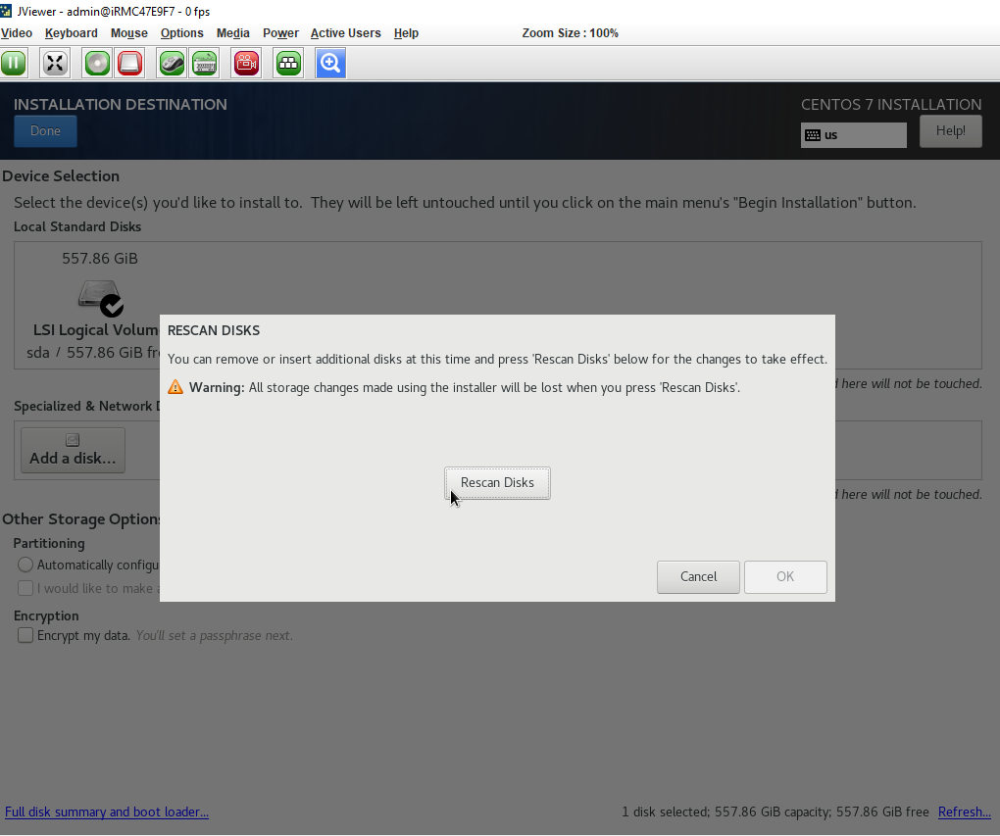 JViewer - admin@iRMC47E9F7 - 0 fps
Video Keyboard Mouse Options Media Power Active Users Help Zoom Size : 100%
INSTALLATION DESTINATION
CENTOS 7 INSTALLATION
Done
us
Help!
Device Selection
Select the device(s) you'd like to install to. They will be left untouched until you click on the main menu's "Begin Installation" button.
Local Standard Disks
557.86 GiB
LSI Logical Volum
sda / 557.86 GiB fr
here will not be touched.
Specialized & Network D
Add a disk...
here will not be touched.
RESCAN DISKS
You can remove or insert additional disks at this time and press 'Rescan Disks' below for the changes to take effect.
Warning: All storage changes made using the installer will be lost when you press 'Rescan Disks'.
Rescan Disks
Cancel
OK
Other Storage Options
Partitioning
Automatically configu
I would like to make a
Encryption
Encrypt my data. You'll set a passphrase next.
Full disk summary and boot loader...
1 disk selected; 557.86 GiB capacity; 557.86 GiB free Refresh...